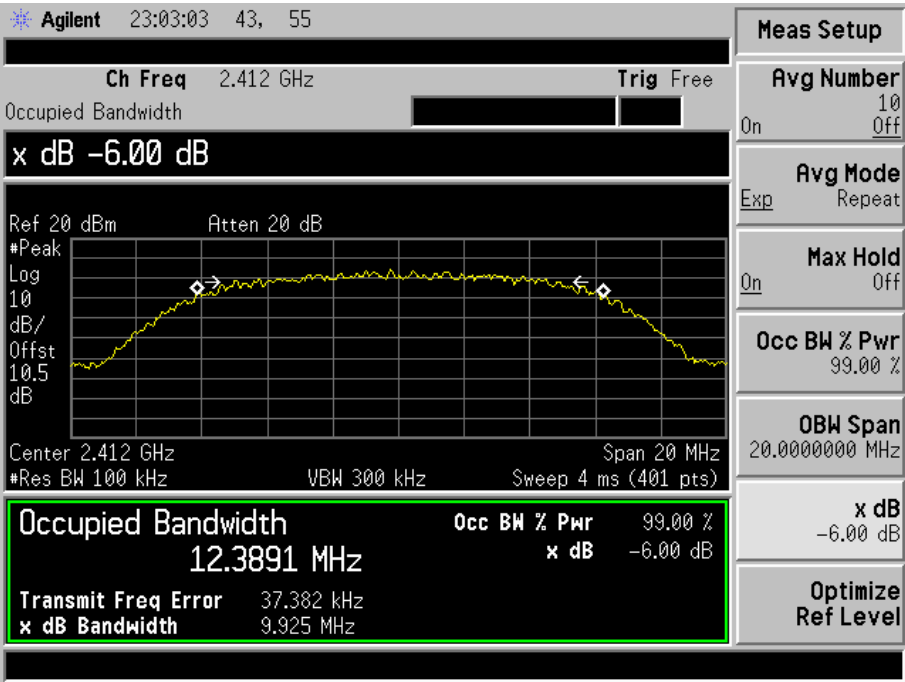 Agilent 23:03:03 43, 55
Ch Freq 2.412 GHz Trig Free
Occupied Bandwidth
x dB -6.00 dB
Ref 20 dBm Atten 20 dB
#Peak
Log
10
dB/
Offst
10.5
dB
Center 2.412 GHz Span 20 MHz
#Res BW 100 kHz VBW 300 kHz Sweep 4 ms (401 pts)
Occupied Bandwidth
12.3891 MHz
Occ BW % Pwr 99.00 %
x dB -6.00 dB
Transmit Freq Error 37.382 kHz
x dB Bandwidth 9.925 MHz
Meas Setup
Avg Number
10
On Off
Avg Mode
Exp Repeat
Max Hold
On Off
Occ BW % Pwr
99.00 %
OBW Span
20.0000000 MHz
x dB
-6.00 dB
Optimize
Ref Level